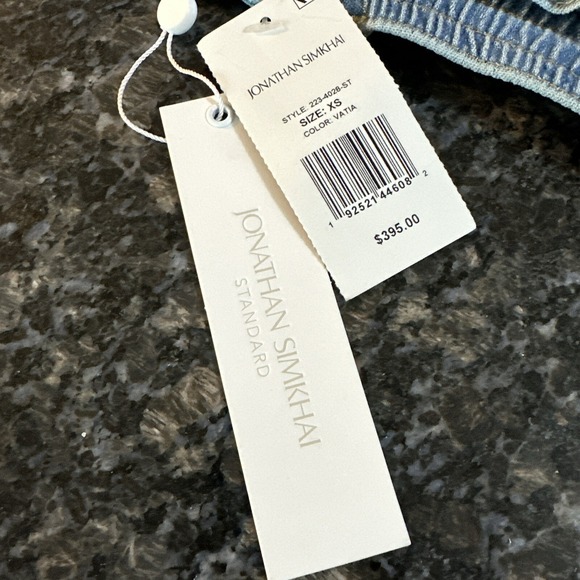 JONATHAN SIMKHAI
STYLE: 223-4028-ST
SIZE: XS
COLOR: VATIA
1 92521 44608 2
$395.00
JONATHAN SIMKHAI
STANDARD